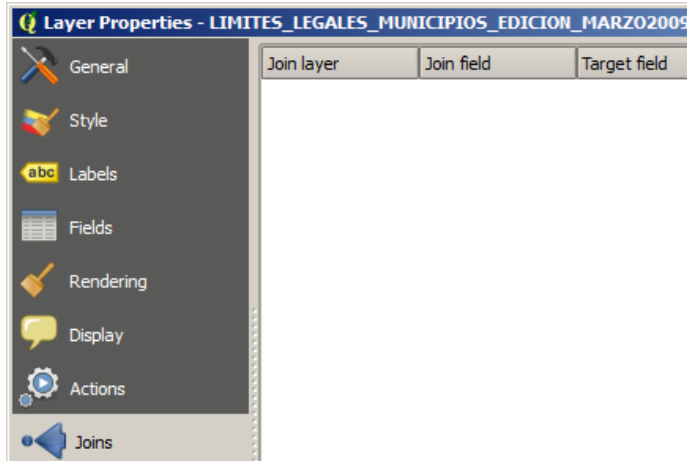 Layer Properties - LIMITES_LEGALES_MUNICIPIOS_EDICION_MARZO2009
General
Join layer Join field Target field
Style
abc Labels
Fields
Rendering
Display
Actions
Joins